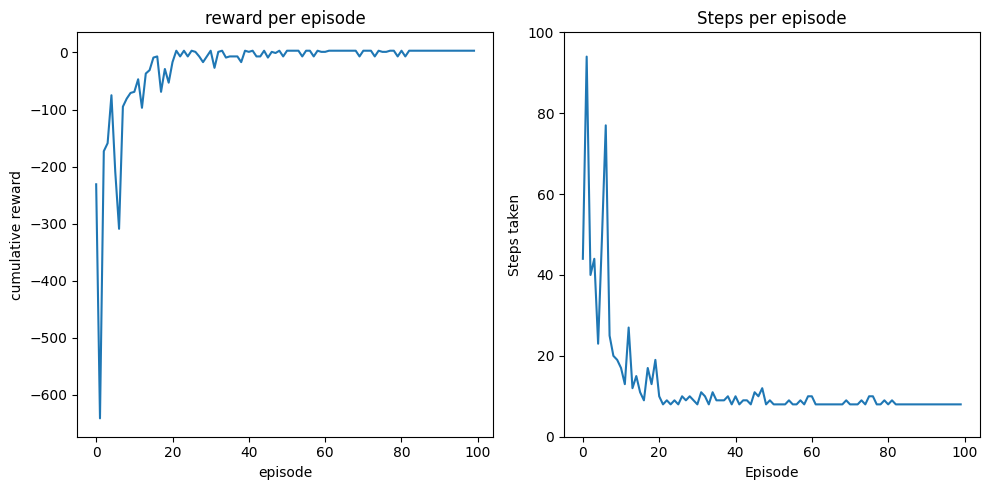 reward per episode
cumulative reward
0
−100
−200
−300
−400
−500
−600
0 20 40 60 80 100
episode
Steps per episode
Steps taken
100
80
60
40
20
0
0 20 40 60 80 100
Episode